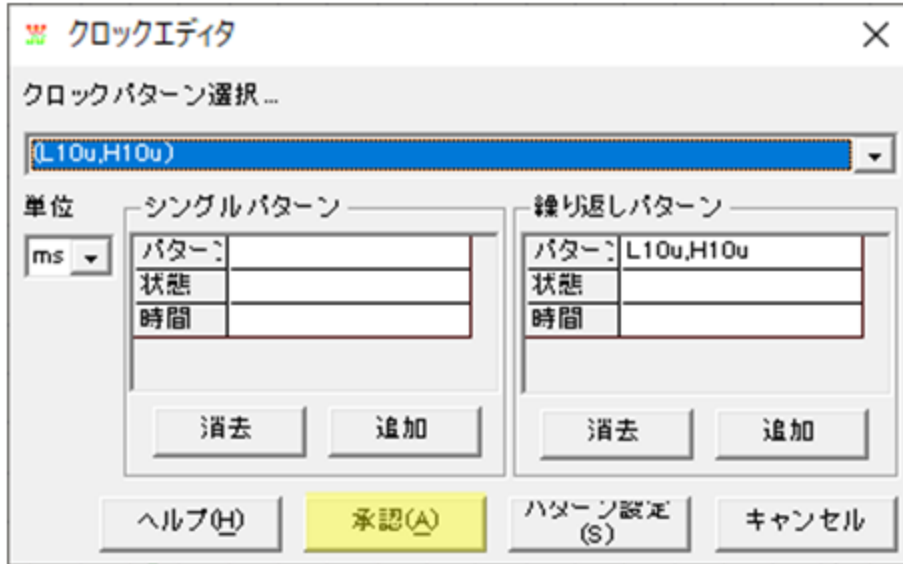 クロックエディタ
クロックパターン選択...
(L10u,H10u)
単位
シングルパターン
繰り返しパターン
ms
パターン
パターン L10u,H10u
状態
状態
時間
時間
消去
追加
消去
追加
ヘルプ(H)
承認(A)
パターン設定
(S)
キャンセル